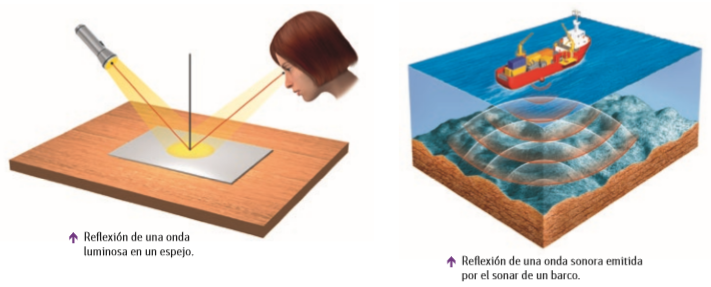 Reflexión de una onda
luminosa en un espejo.
Reflexión de una onda sonora emitida
por el sonar de un barco.